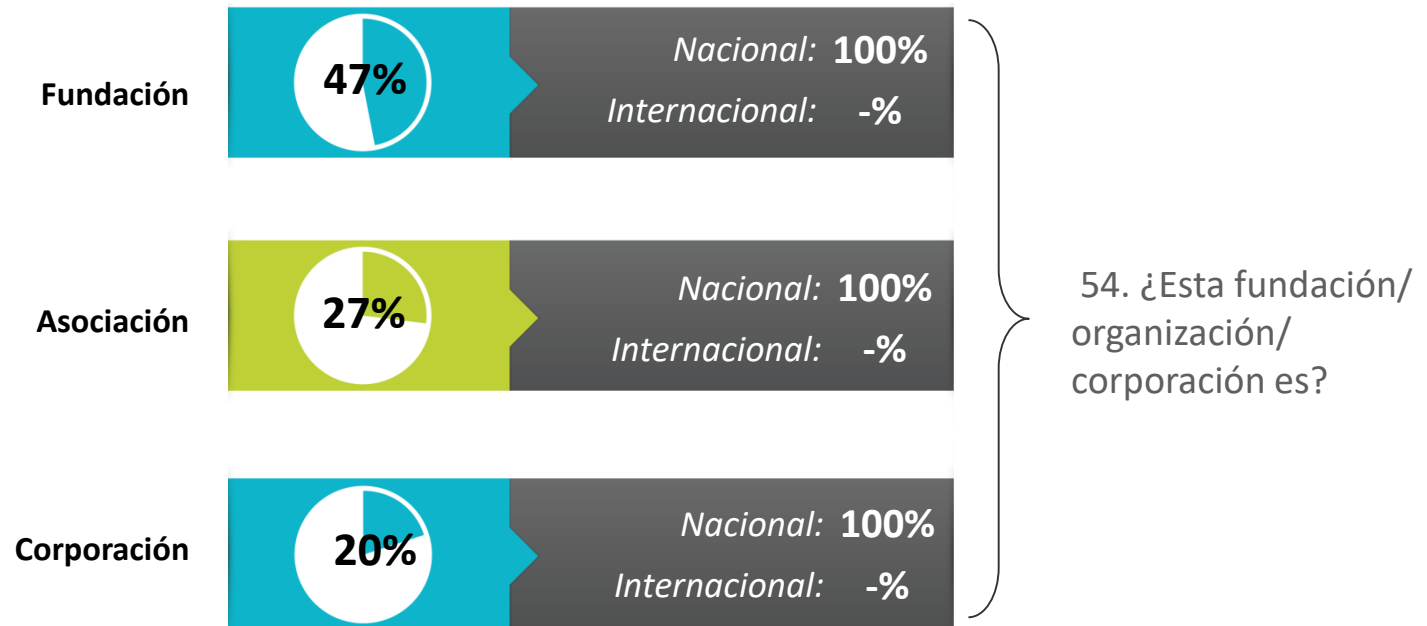 Fundación
47%
Nacional: 100%
Internacional: -%
Asociación
27%
Nacional: 100%
Internacional: -%
Corporación
20%
Nacional: 100%
Internacional: -%
54. ¿Esta fundación/
organización/
corporación es?